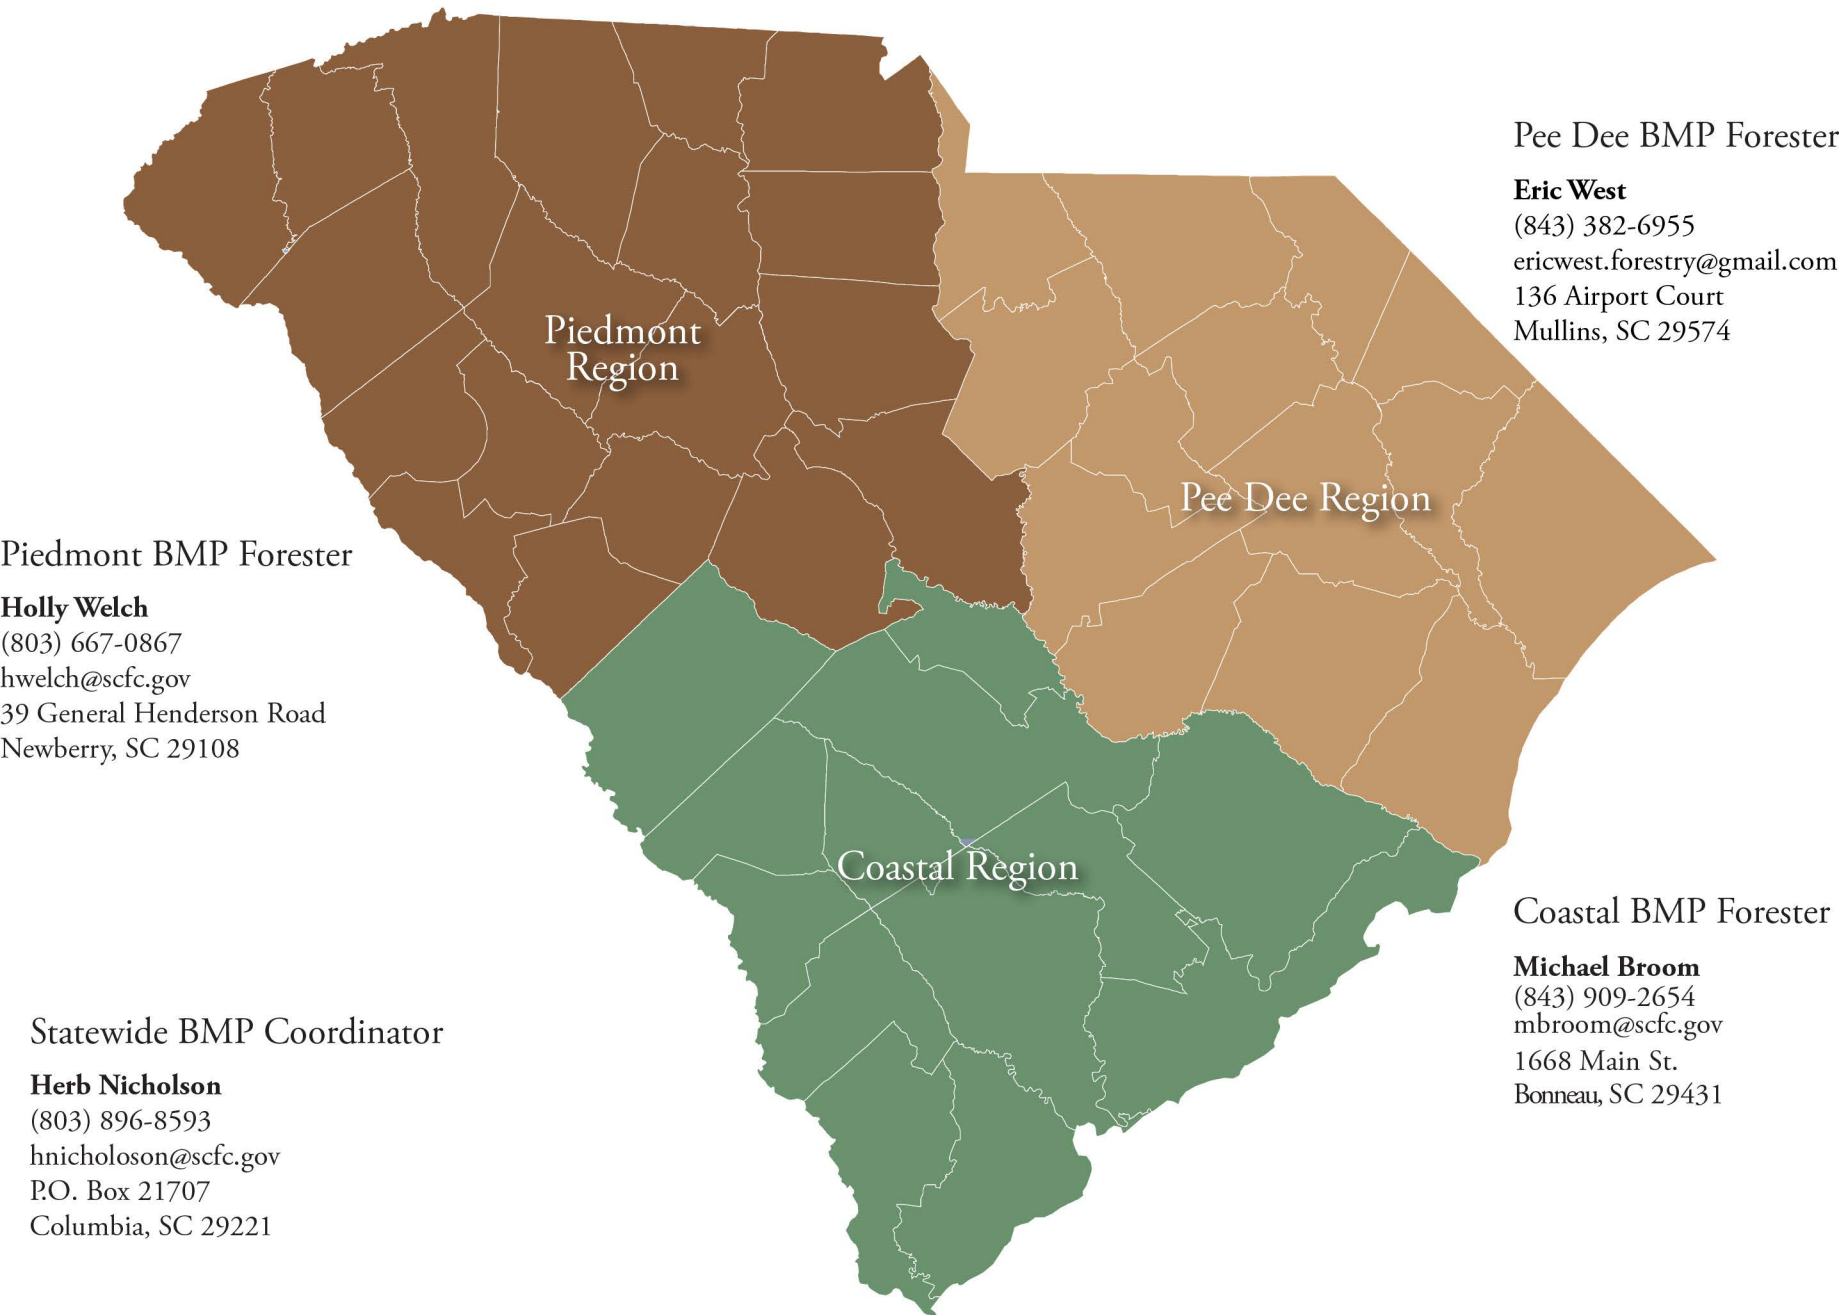 Pee Dee BMP Forester
Eric West
(843) 382-6955
ericwest.forestry@gmail.com
136 Airport Court
Mullins, SC 29574
Piedmont
Region
Pee Dee Region
Piedmont BMP Forester
Holly Welch
(803) 667-0867
hwelch@scfc.gov
39 General Henderson Road
Newberry, SC 29108
Coastal Region
Coastal BMP Forester
Michael Broom
(843) 909-2654
mbroom@scfc.gov
1668 Main St.
Bonneau, SC 29431
Statewide BMP Coordinator
Herb Nicholson
(803) 896-8593
hnicholoson@scfc.gov
P.O. Box 21707
Columbia, SC 29221